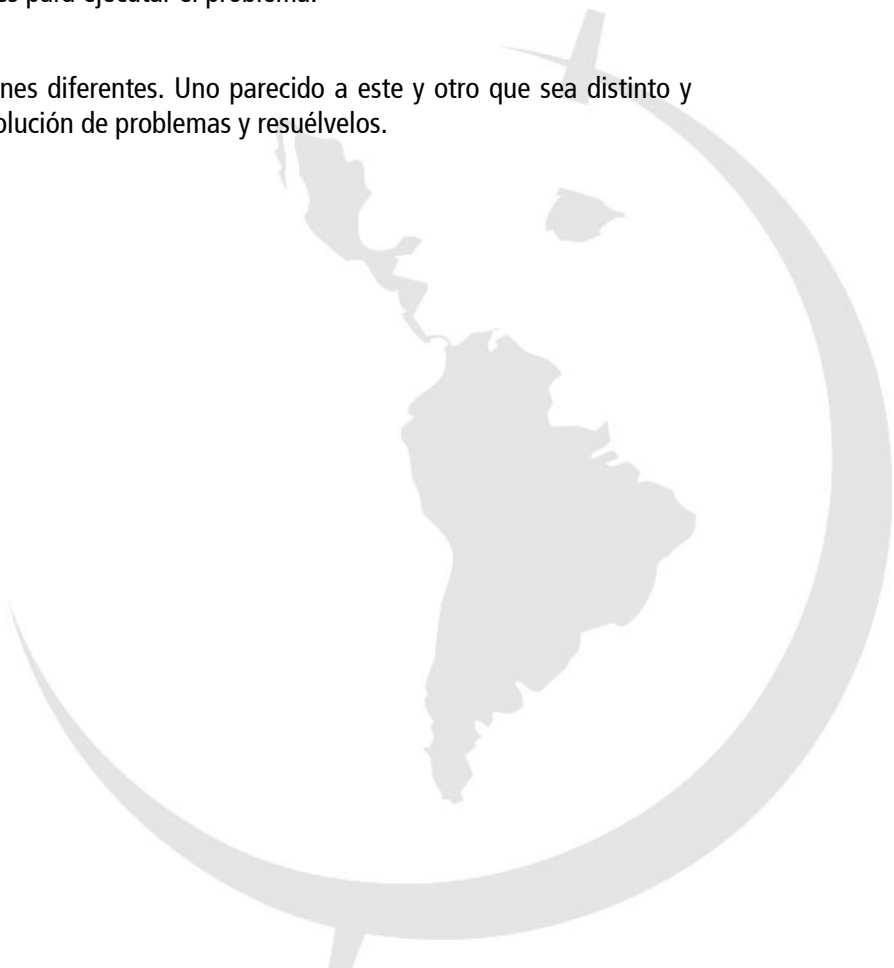 para ejecutar el problema.
nes diferentes. Uno parecido a este y otro que sea distinto y
olución de problemas y resuélvelos.